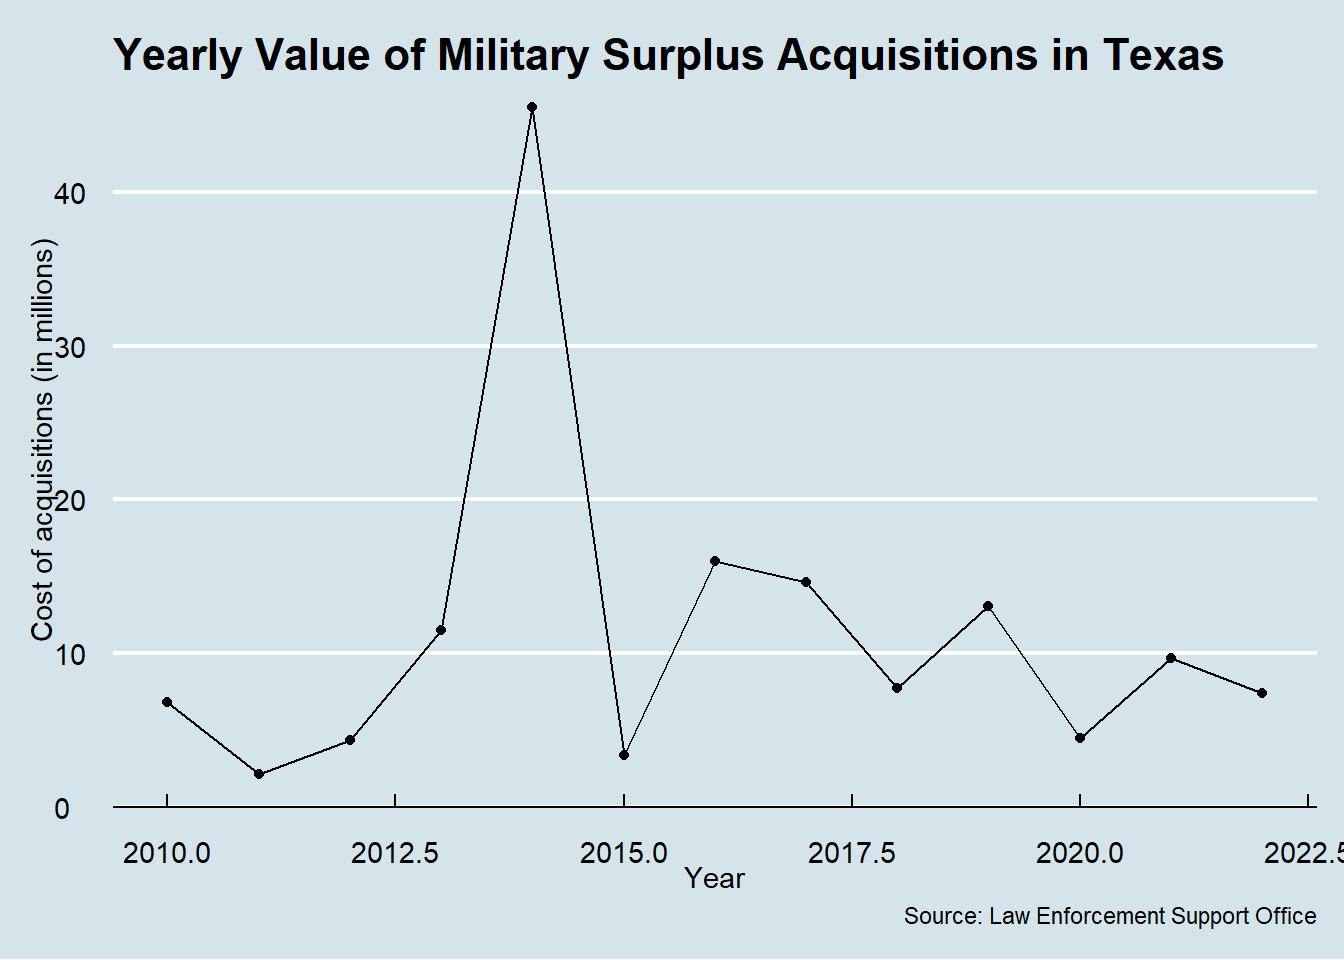 Yearly Value of Military Surplus Acquisitions in Texas
Cost of acquisitions (in millions)
40
30
20
10
0
2010.0 2012.5 2015.0 2017.5 2020.0 2022.5
Year
Source: Law Enforcement Support Office